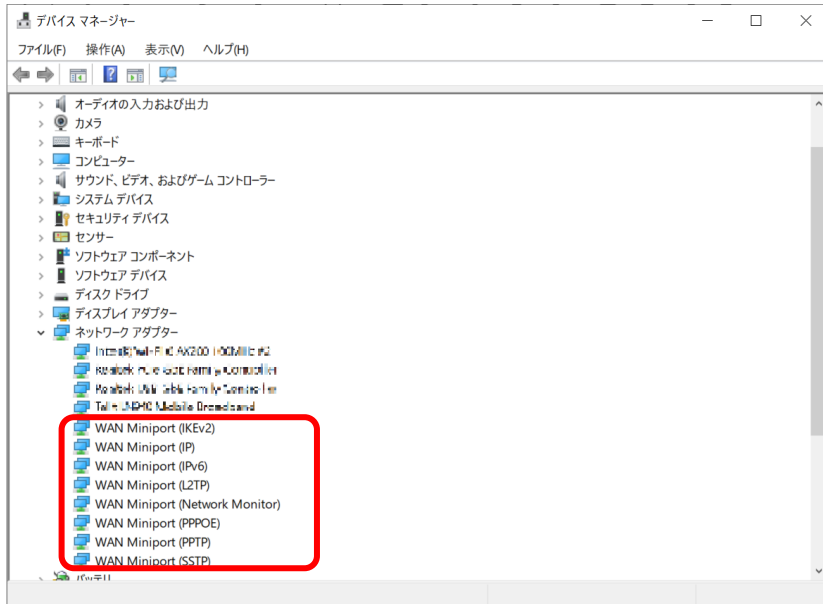 デバイス マネージャー
ファイル(F) 操作(A) 表示(V) ヘルプ(H)
オーディオの入力および出力
カメラ
キーボード
コンピューター
サウンド、ビデオ、およびゲーム コントローラー
システム デバイス
セキュリティ デバイス
センサー
ソフトウェア コンポーネント
ソフトウェア デバイス
ディスク ドライブ
ディスプレイ アダプター
ネットワーク アダプター
WAN Miniport (IKEv2)
WAN Miniport (IP)
WAN Miniport (IPv6)
WAN Miniport (L2TP)
WAN Miniport (Network Monitor)
WAN Miniport (PPPOE)
WAN Miniport (PPTP)
WAN Miniport (SSTP)
バッテリ